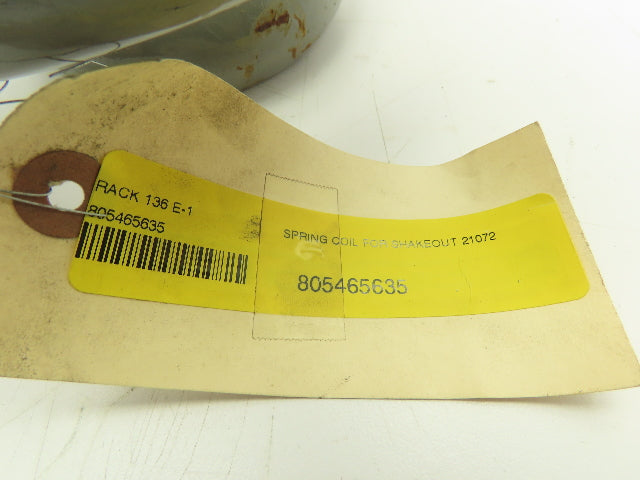 RACK 136 E-1
805465635
SPRING COIL FOR SHAKEOUT 21072
805465635